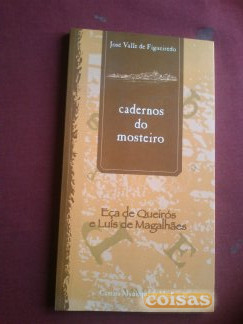 José Valle de Figueiredo
cadernos
do
mosteiro
Eça de Queirós
e Luís de Magalhães
coisas